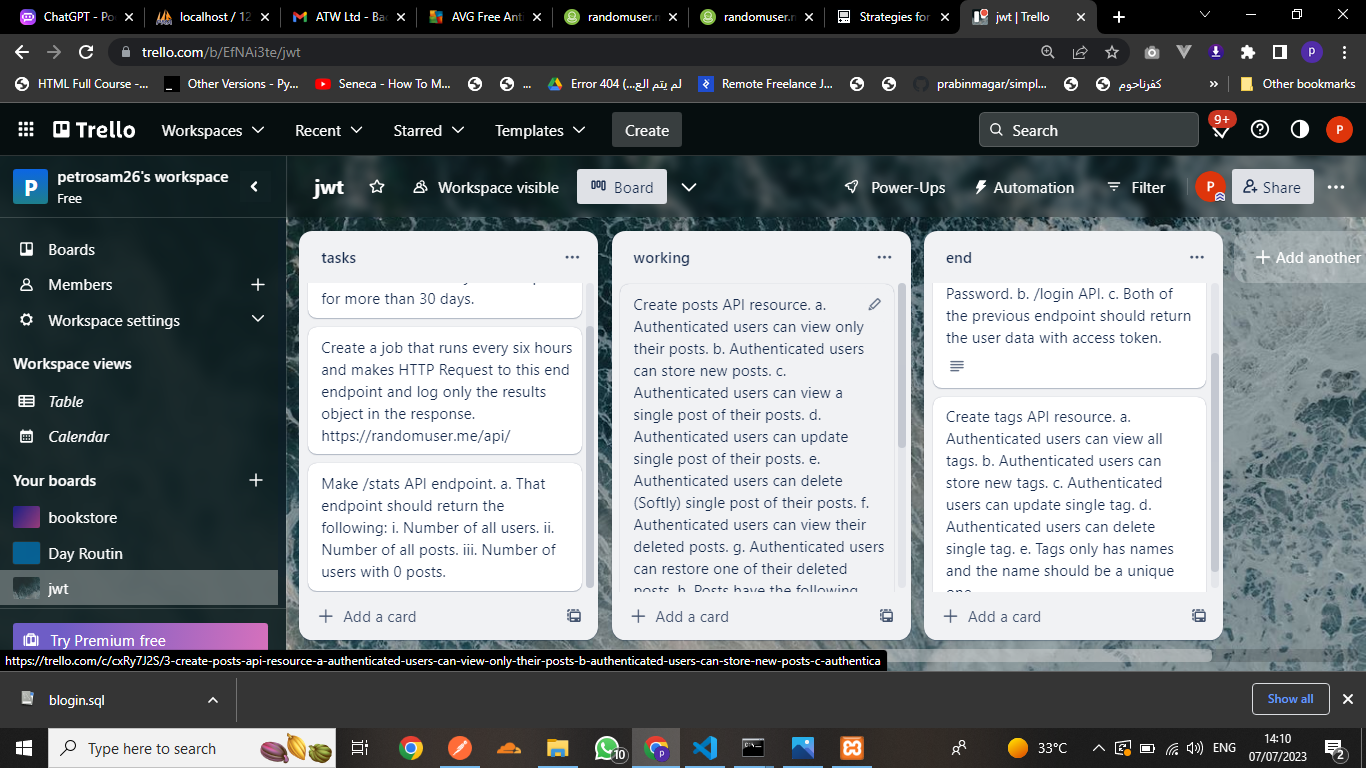 ChatGPT - Po
localhost / 12
ATW Ltd - Ba
AVG Free Ant
randomuser.n
randomuser.n
Strategies for
jwt | Trello
trello.com/b/EfNAi3te/jwt
HTML Full Course -...
Other Versions - Py...
Seneca - How To M...
...
Error 404 (...لم يتم الع
Remote Freelance J...
prabinmagar/simpl...
كفرناحوم
»
Other bookmarks
Trello
Workspaces
Recent
Starred
Templates
Create
Search
9+
P
P
petrosam26's workspace
Free
jwt
Workspace visible
Board
Power-Ups
Automation
Filter
P
Share
Boards
Members
Workspace settings
Workspace views
Table
Calendar
Your boards
bookstore
Day Routin
jwt
Try Premium free
tasks
for more than 30 days.
Create a job that runs every six hours
and makes HTTP Request to this end
endpoint and log only the results
object in the response.
https://randomuser.me/api/
Make /stats API endpoint. a. That
endpoint should return the
following: i. Number of all users. ii.
Number of all posts. iii. Number of
users with 0 posts.
Add a card
working
Create posts API resource. a.
Authenticated users can view only
their posts. b. Authenticated users
can store new posts. c.
Authenticated users can view a
single post of their posts. d.
Authenticated users can update
single post of their posts. e.
Authenticated users can delete
(Softly) single post of their posts. f.
Authenticated users can view their
deleted posts. g. Authenticated users
can restore one of their deleted
posts. h. Posts have the following
Add a card
end
Password. b. /login API. c. Both of
the previous endpoint should return
the user data with access token.
Create tags API resource. a.
Authenticated users can view all
tags. b. Authenticated users can
store new tags. c. Authenticated
users can update single tag. d.
Authenticated users can delete
single tag. e. Tags only has names
and the name should be a unique
one
Add a card
Add another
https://trello.com/c/cxRy7J2S/3-create-posts-api-resource-a-authenticated-users-can-view-only-their-posts-b-authenticated-users-can-store-new-posts-c-authentica
blogin.sql
Show all
Type here to search
10
33°C
ENG
14:10
07/07/2023
2